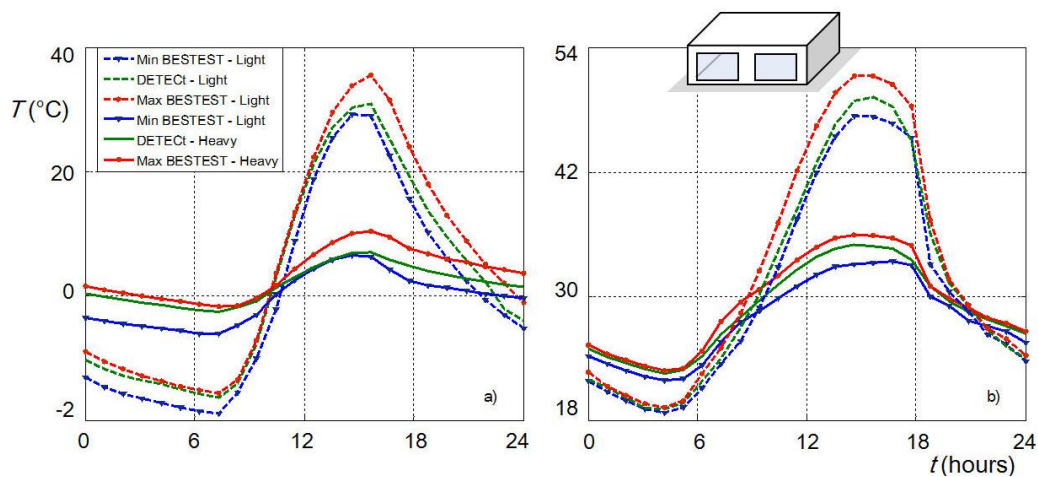 40
20
0
-2
T (°C)
Min BESTEST - Light
DETECt - Light
Max BESTEST - Light
Min BESTEST - Light
DETECt - Heavy
Max BESTEST - Heavy
a)
0
6
12
18
24
54
42
30
18
b)
0
6
12
18
24
t (hours)